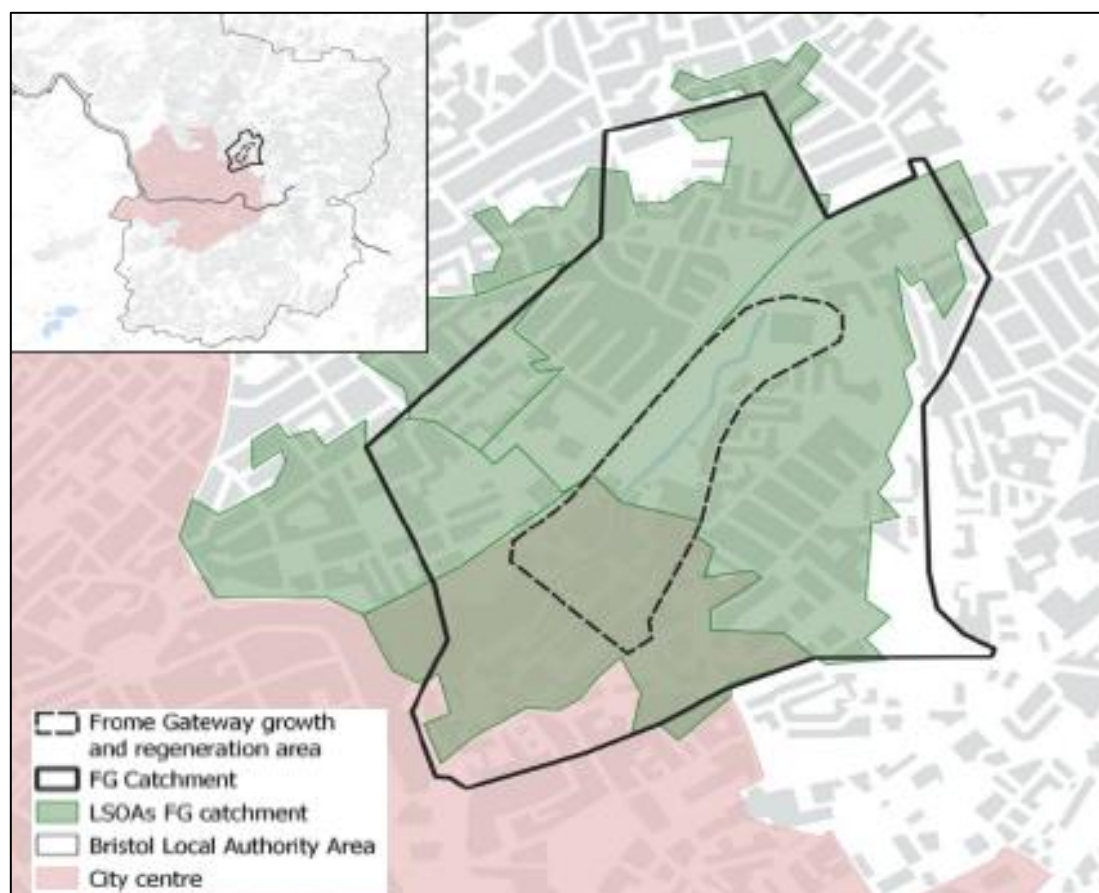 Frome Gateway growth
and regeneration area
FG Catchment
LSOAs FG catchment
Bristol Local Authority Area
City centre